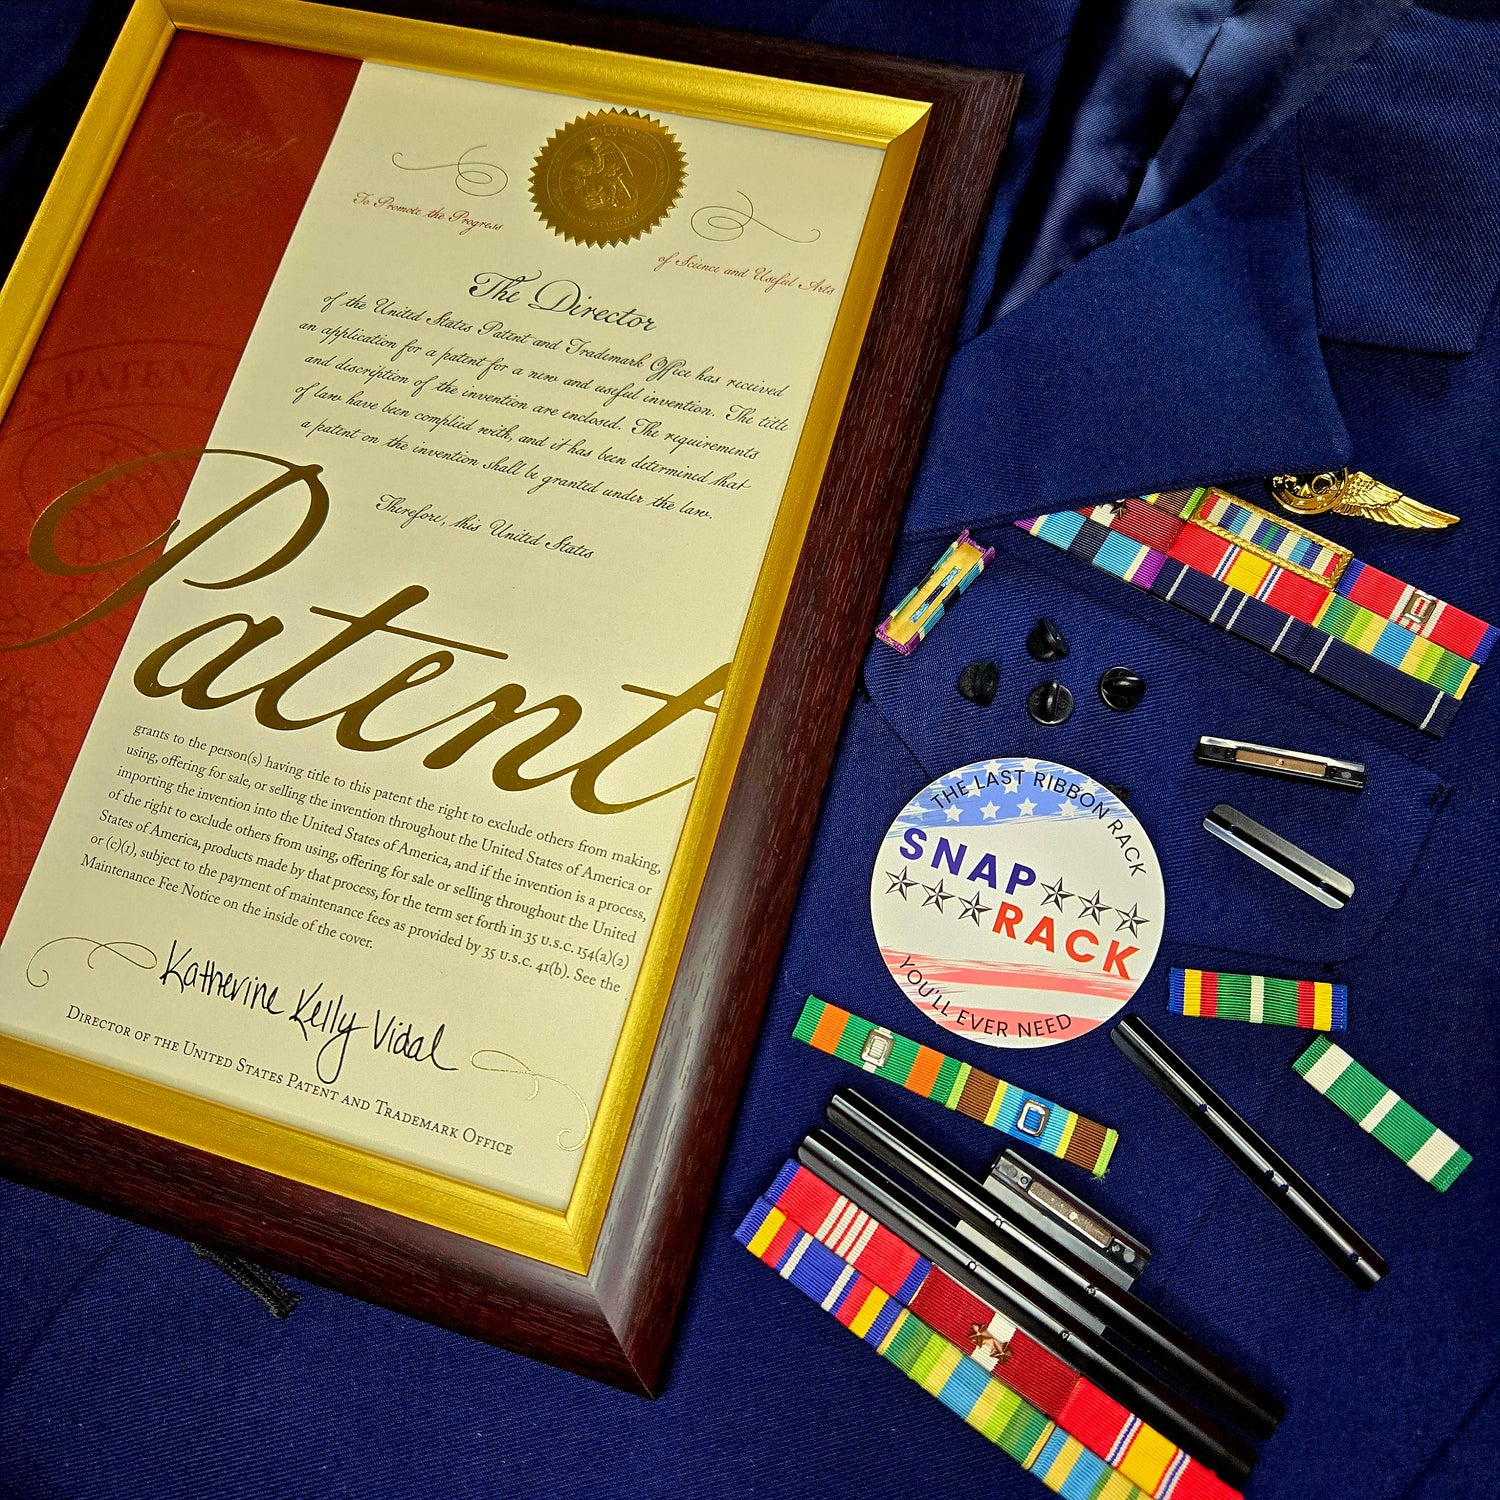 United
To Promote the Progress
of Science and Useful Arts
The Director
of the United States Patent and Trademark Office has received
an application for a patent for a new and useful invention. The title
and description of the invention are enclosed. The requirements
of law have been complied with, and it has been determined that
a patent on the invention shall be granted under the law.
Therefore, this United States
PATENT
Patent
grants to the person(s) having title to this patent the right to exclude others from making,
using, offering for sale, or selling the invention throughout the United States of America or
importing the invention into the United States of America, and if the invention is a process,
of the right to exclude others from using, offering for sale or selling throughout the United
States of America, products made by that process, for the term set forth in 35 U.S.C. 154(a)(2)
or (c)(1), subject to the payment of maintenance fees as provided by 35 U.S.C. 41(b). See the
Maintenance Fee Notice on the inside of the cover.
Katherine Kelly Vidal
DIRECTOR OF THE UNITED STATES PATENT AND TRADEMARK OFFICE
THE LAST RIBBON RACK
SNAP
RACK
YOU'LL EVER NEED